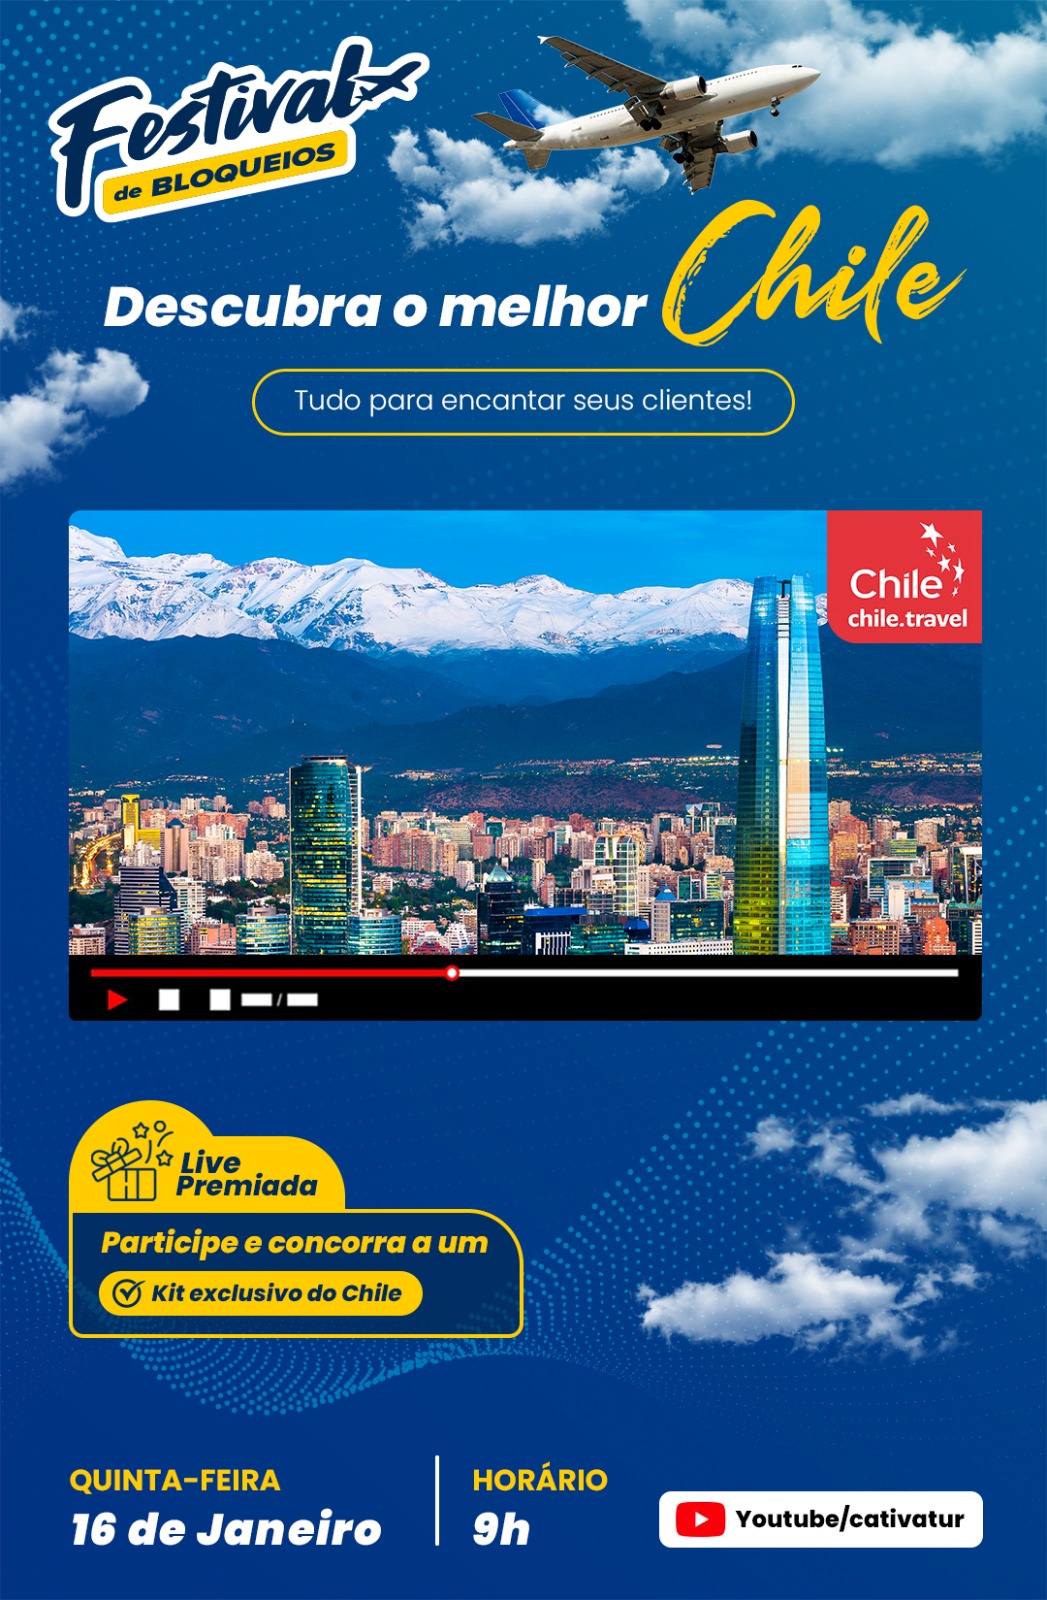 Festival
de BLOQUEIOS
Descubra o melhor Chile
Tudo para encantar seus clientes!
Chile
chile.travel
Live
Premiada
Participe e concorra a um
Kit exclusivo do Chile
QUINTA-FEIRA
16 de Janeiro
HORÁRIO
9h
Youtube/cativatur